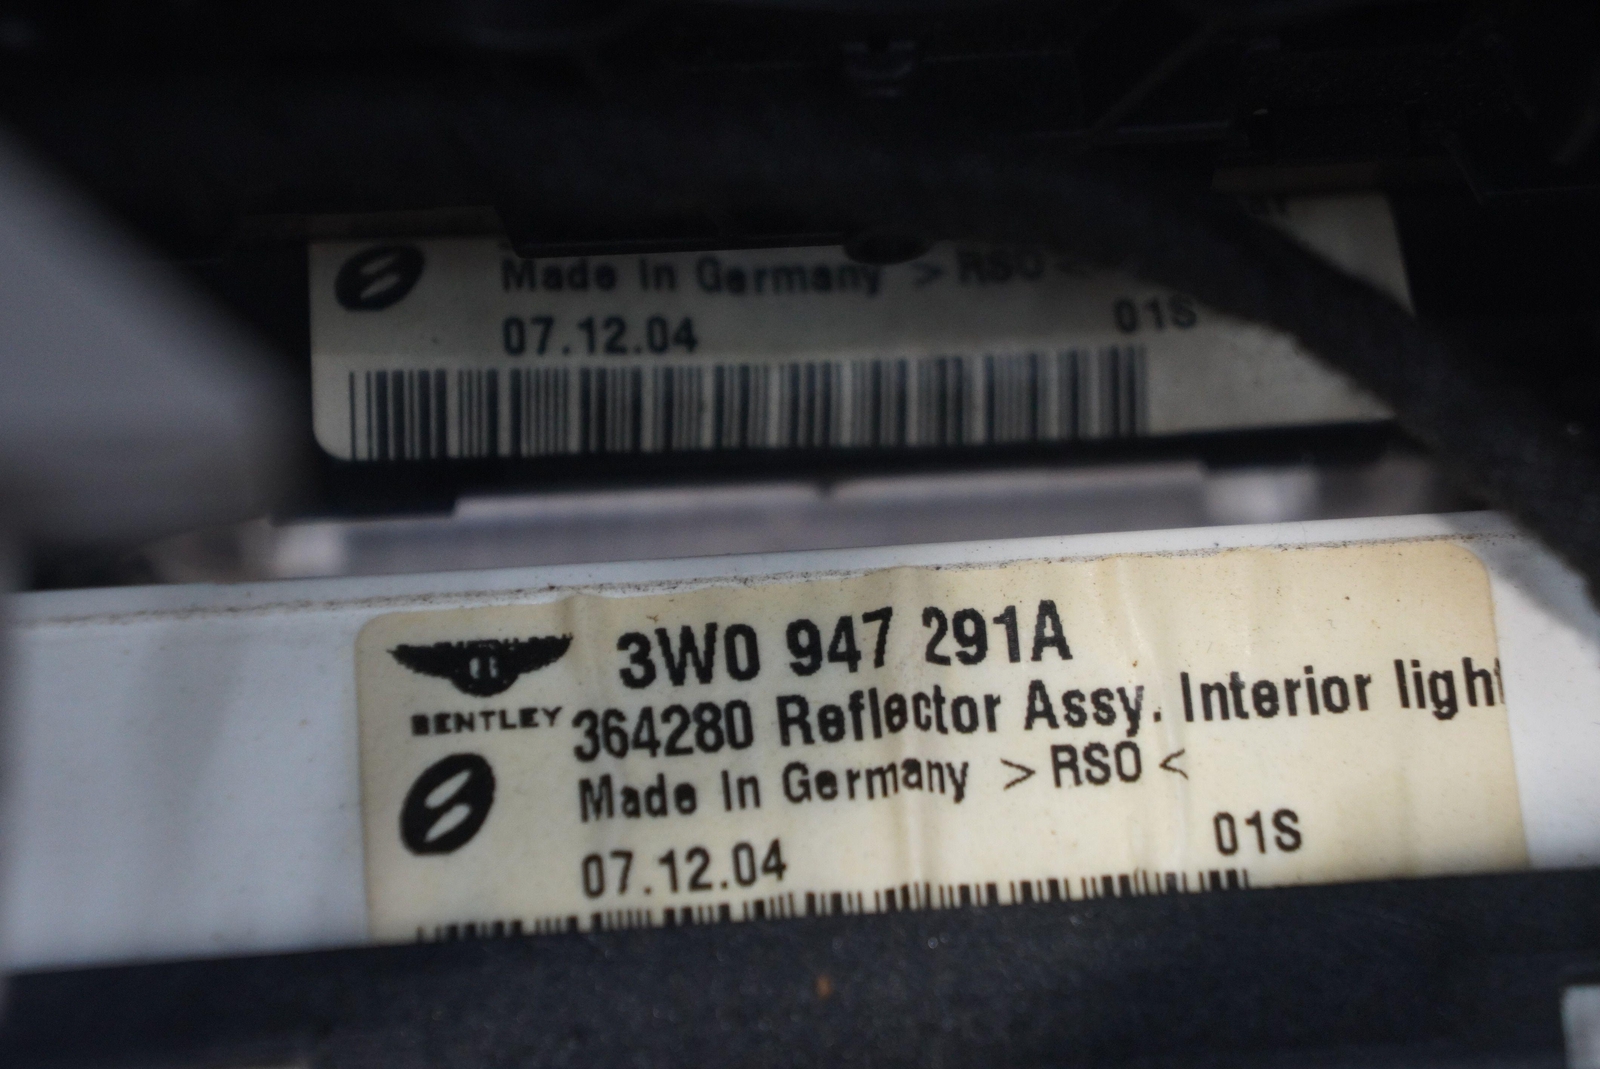 Made In Germany >RSO<
07.12.04
01S
BENTLEY
3W0 947 291A
364280 Reflector Assy. Interior light
Made In Germany >RSO<
07.12.04
01S